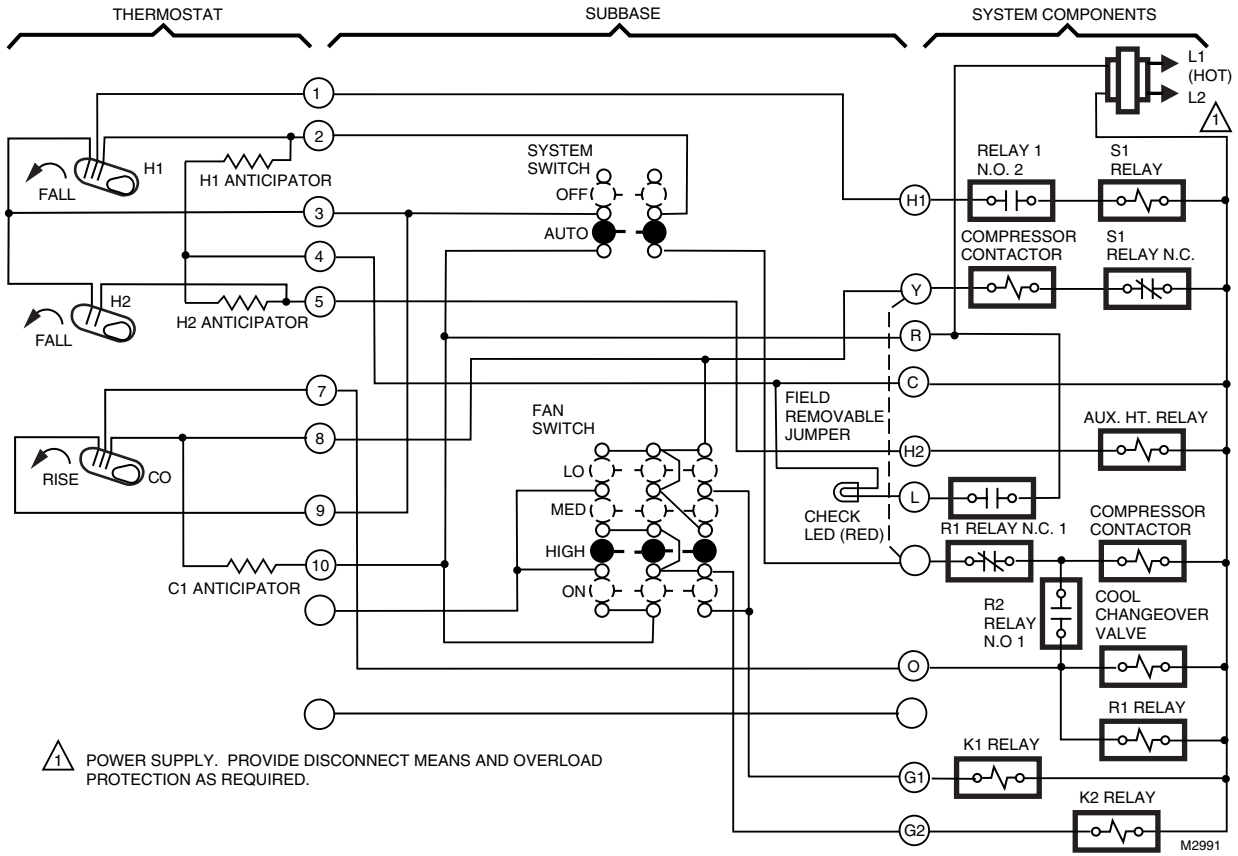 THERMOSTAT
SUBBASE
SYSTEM COMPONENTS
L1
(HOT)
L2
1
1
2
H1
FALL
H1 ANTICIPATOR
SYSTEM
SWITCH
OFF
AUTO
RELAY 1
N.O. 2
S1
RELAY
H1
3
4
COMPRESSOR
CONTACTOR
S1
RELAY N.C.
Y
H2
FALL
H2 ANTICIPATOR
5
R
C
7
8
RISE
CO
9
FAN
SWITCH
LO
MED
HIGH
ON
FIELD
REMOVABLE
JUMPER
AUX. HT. RELAY
H2
L
CHECK
LED (RED)
R1 RELAY N.C. 1
COMPRESSOR
CONTACTOR
10
C1 ANTICIPATOR
R2
RELAY
N.O 1
COOL
CHANGEOVER
VALVE
O
R1 RELAY
K1 RELAY
G1
K2 RELAY
G2
1 POWER SUPPLY. PROVIDE DISCONNECT MEANS AND OVERLOAD
PROTECTION AS REQUIRED.
M2991